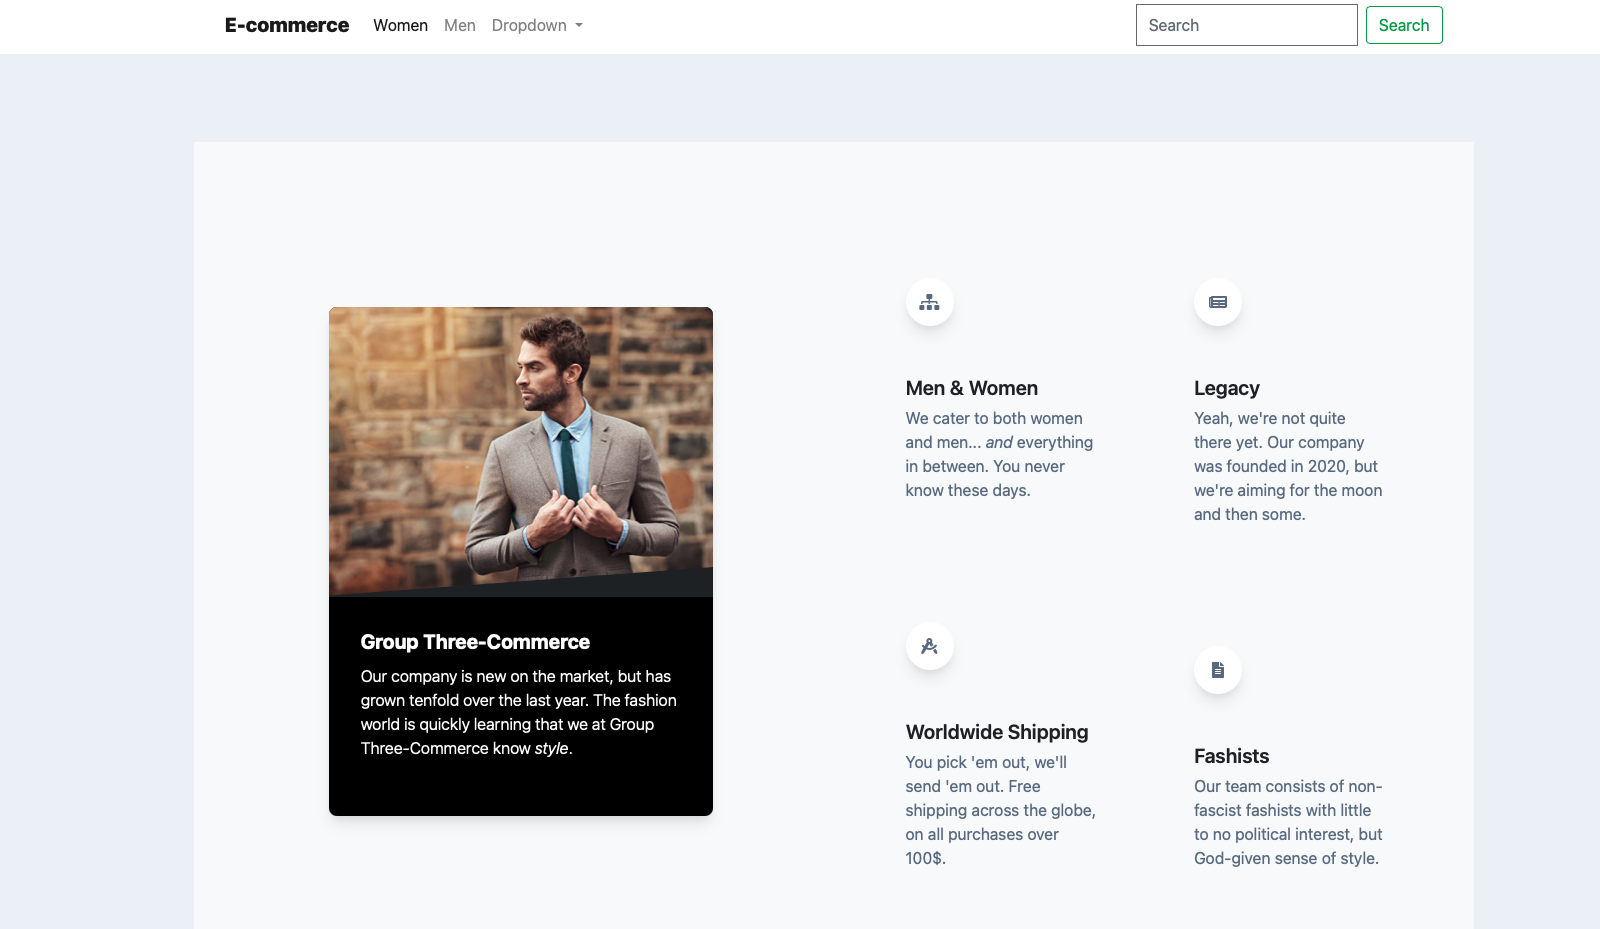 E-commerce Women Men Dropdown Search Search
Group Three-Commerce
Our company is new on the market, but has
grown tenfold over the last year. The fashion
world is quickly learning that we at Group
Three-Commerce know style.
Men & Women
We cater to both women
and men... and everything
in between. You never
know these days.
Legacy
Yeah, we're not quite
there yet. Our company
was founded in 2020, but
we're aiming for the moon
and then some.
Worldwide Shipping
You pick 'em out, we'll
send 'em out. Free
shipping across the globe,
on all purchases over
100$.
Fashists
Our team consists of non-
fascist fashists with little
to no political interest, but
God-given sense of style.